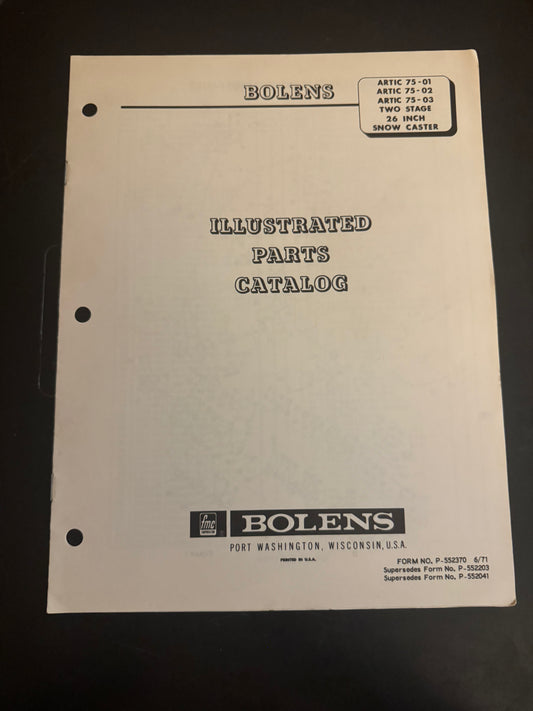 BOLENS
ARTIC 75-01
ARTIC 75-02
ARTIC 75-03
TWO STAGE
26 INCH
SNOW CASTER
ILLUSTRATED
PARTS
CATALOG
fmc
BOLENS
PORT WASHINGTON, WISCONSIN, U.S.A.
PRINTED IN U.S.A.
FORM NO. P-552370 6/71
Supersedes Form No. P-552203
Supersedes Form No. P-552041